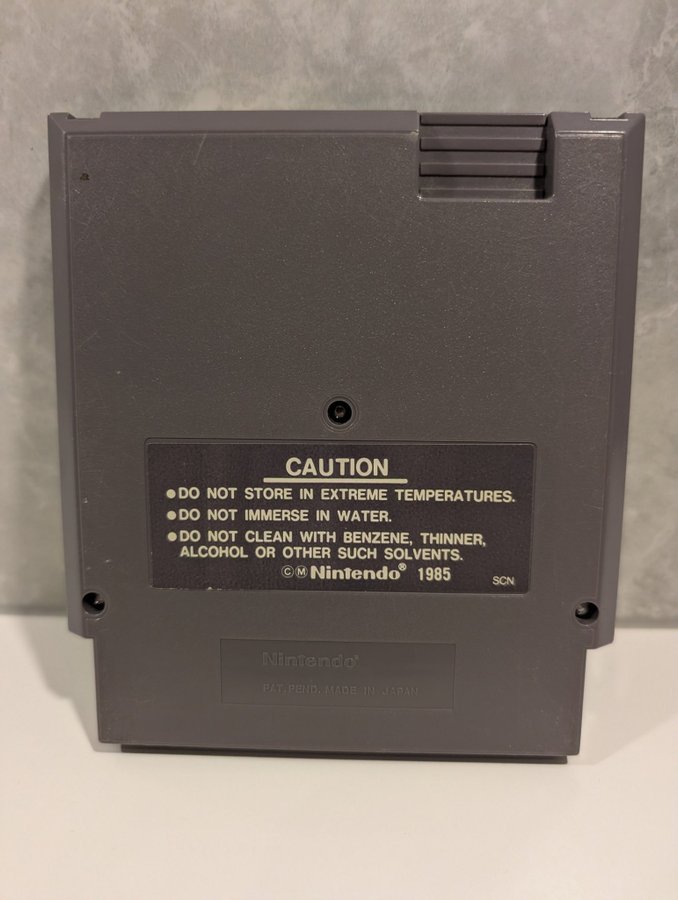 CAUTION
●DO NOT STORE IN EXTREME TEMPERATURES.
●DO NOT IMMERSE IN WATER.
●DO NOT CLEAN WITH BENZENE, THINNER,
ALCOHOL OR OTHER SUCH SOLVENTS.
ⒸⓂNintendo® 1985
SCN
Nintendo®
PAT. PEND. MADE IN JAPAN